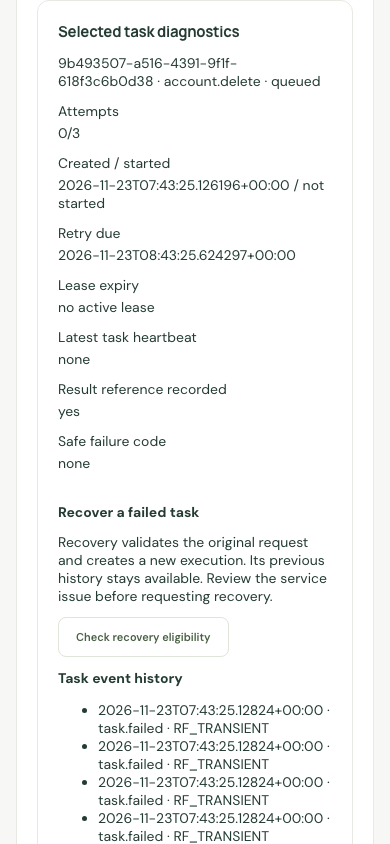 Selected task diagnostics
9b493507-a516-4391-9f1f-
618f3c6b0d38 · account.delete · queued
Attempts
0/3
Created / started
2026-11-23T07:43:25.126196+00:00 / not
started
Retry due
2026-11-23T08:43:25.624297+00:00
Lease expiry
no active lease
Latest task heartbeat
none
Result reference recorded
yes
Safe failure code
none
Recover a failed task
Recovery validates the original request
and creates a new execution. Its previous
history stays available. Review the service
issue before requesting recovery.
Check recovery eligibility
Task event history
• 2026-11-23T07:43:25.12824+00:00 ·
task.failed · RF_TRANSIENT
• 2026-11-23T07:43:25.12824+00:00 ·
task.failed · RF_TRANSIENT
• 2026-11-23T07:43:25.12824+00:00 ·
task.failed · RF_TRANSIENT
• 2026-11-23T07:43:25.12824+00:00 ·
task.failed · RF_TRANSIENT